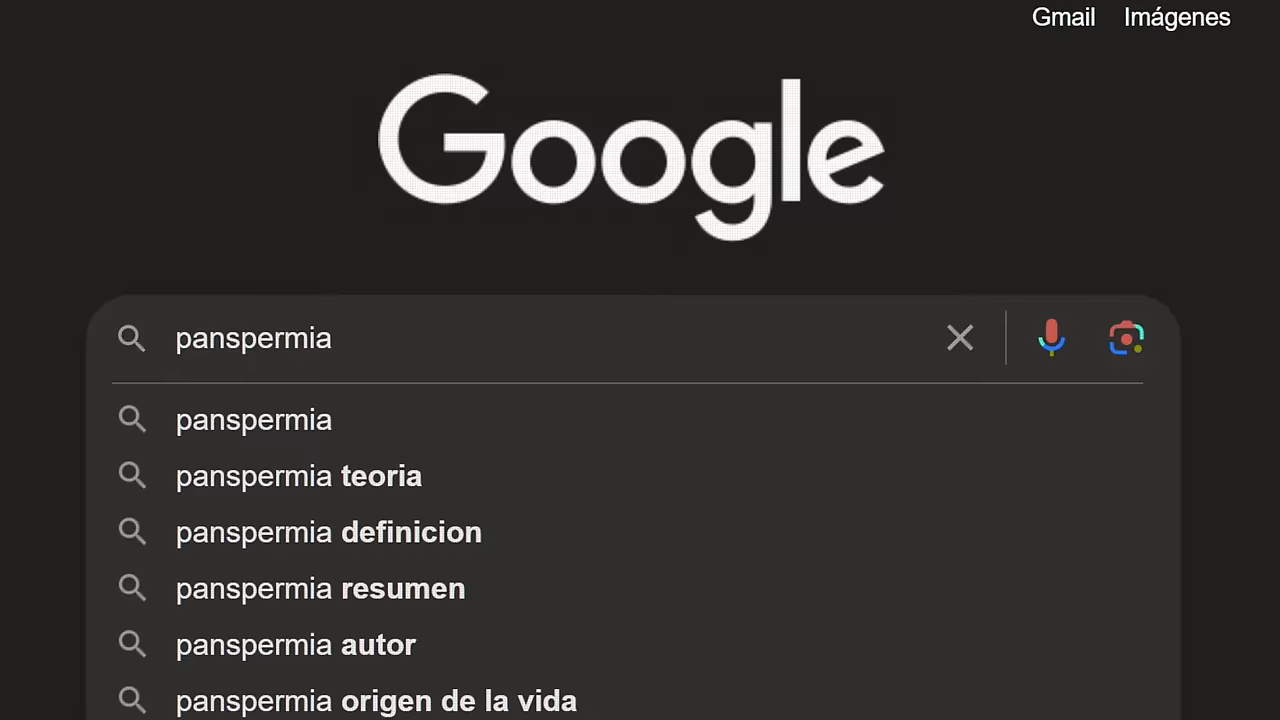 Gmail Imágenes
Google
panspermia
panspermia
panspermia teoria
panspermia definicion
panspermia resumen
panspermia autor
panspermia origen de la vida